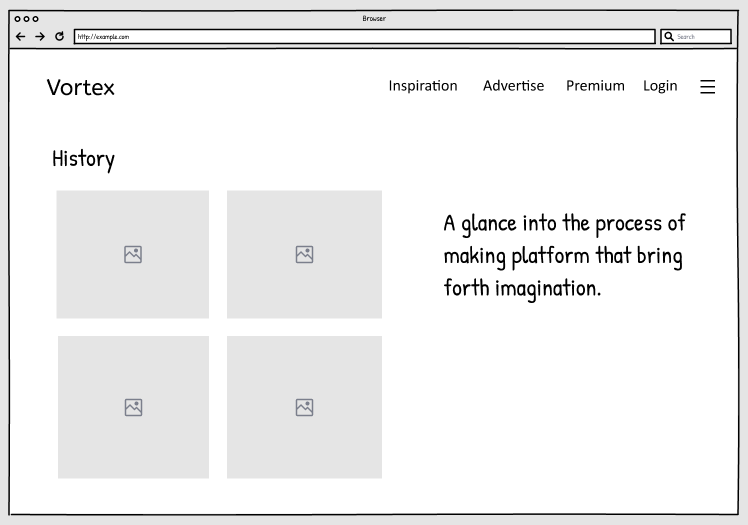 Browser
http://example.com
Search
Vortex
Inspiration Advertise Premium Login
History
A glance into the process of
making platform that bring
forth imagination.